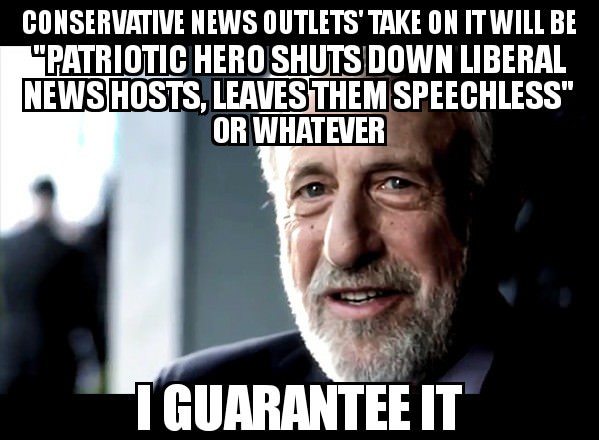 CONSERVATIVE NEWS OUTLETS' TAKE ON IT WILL BE
"PATRIOTIC HERO SHUTS DOWN LIBERAL
NEWS HOSTS, LEAVES THEM SPEECHLESS"
OR WHATEVER
I GUARANTEE IT